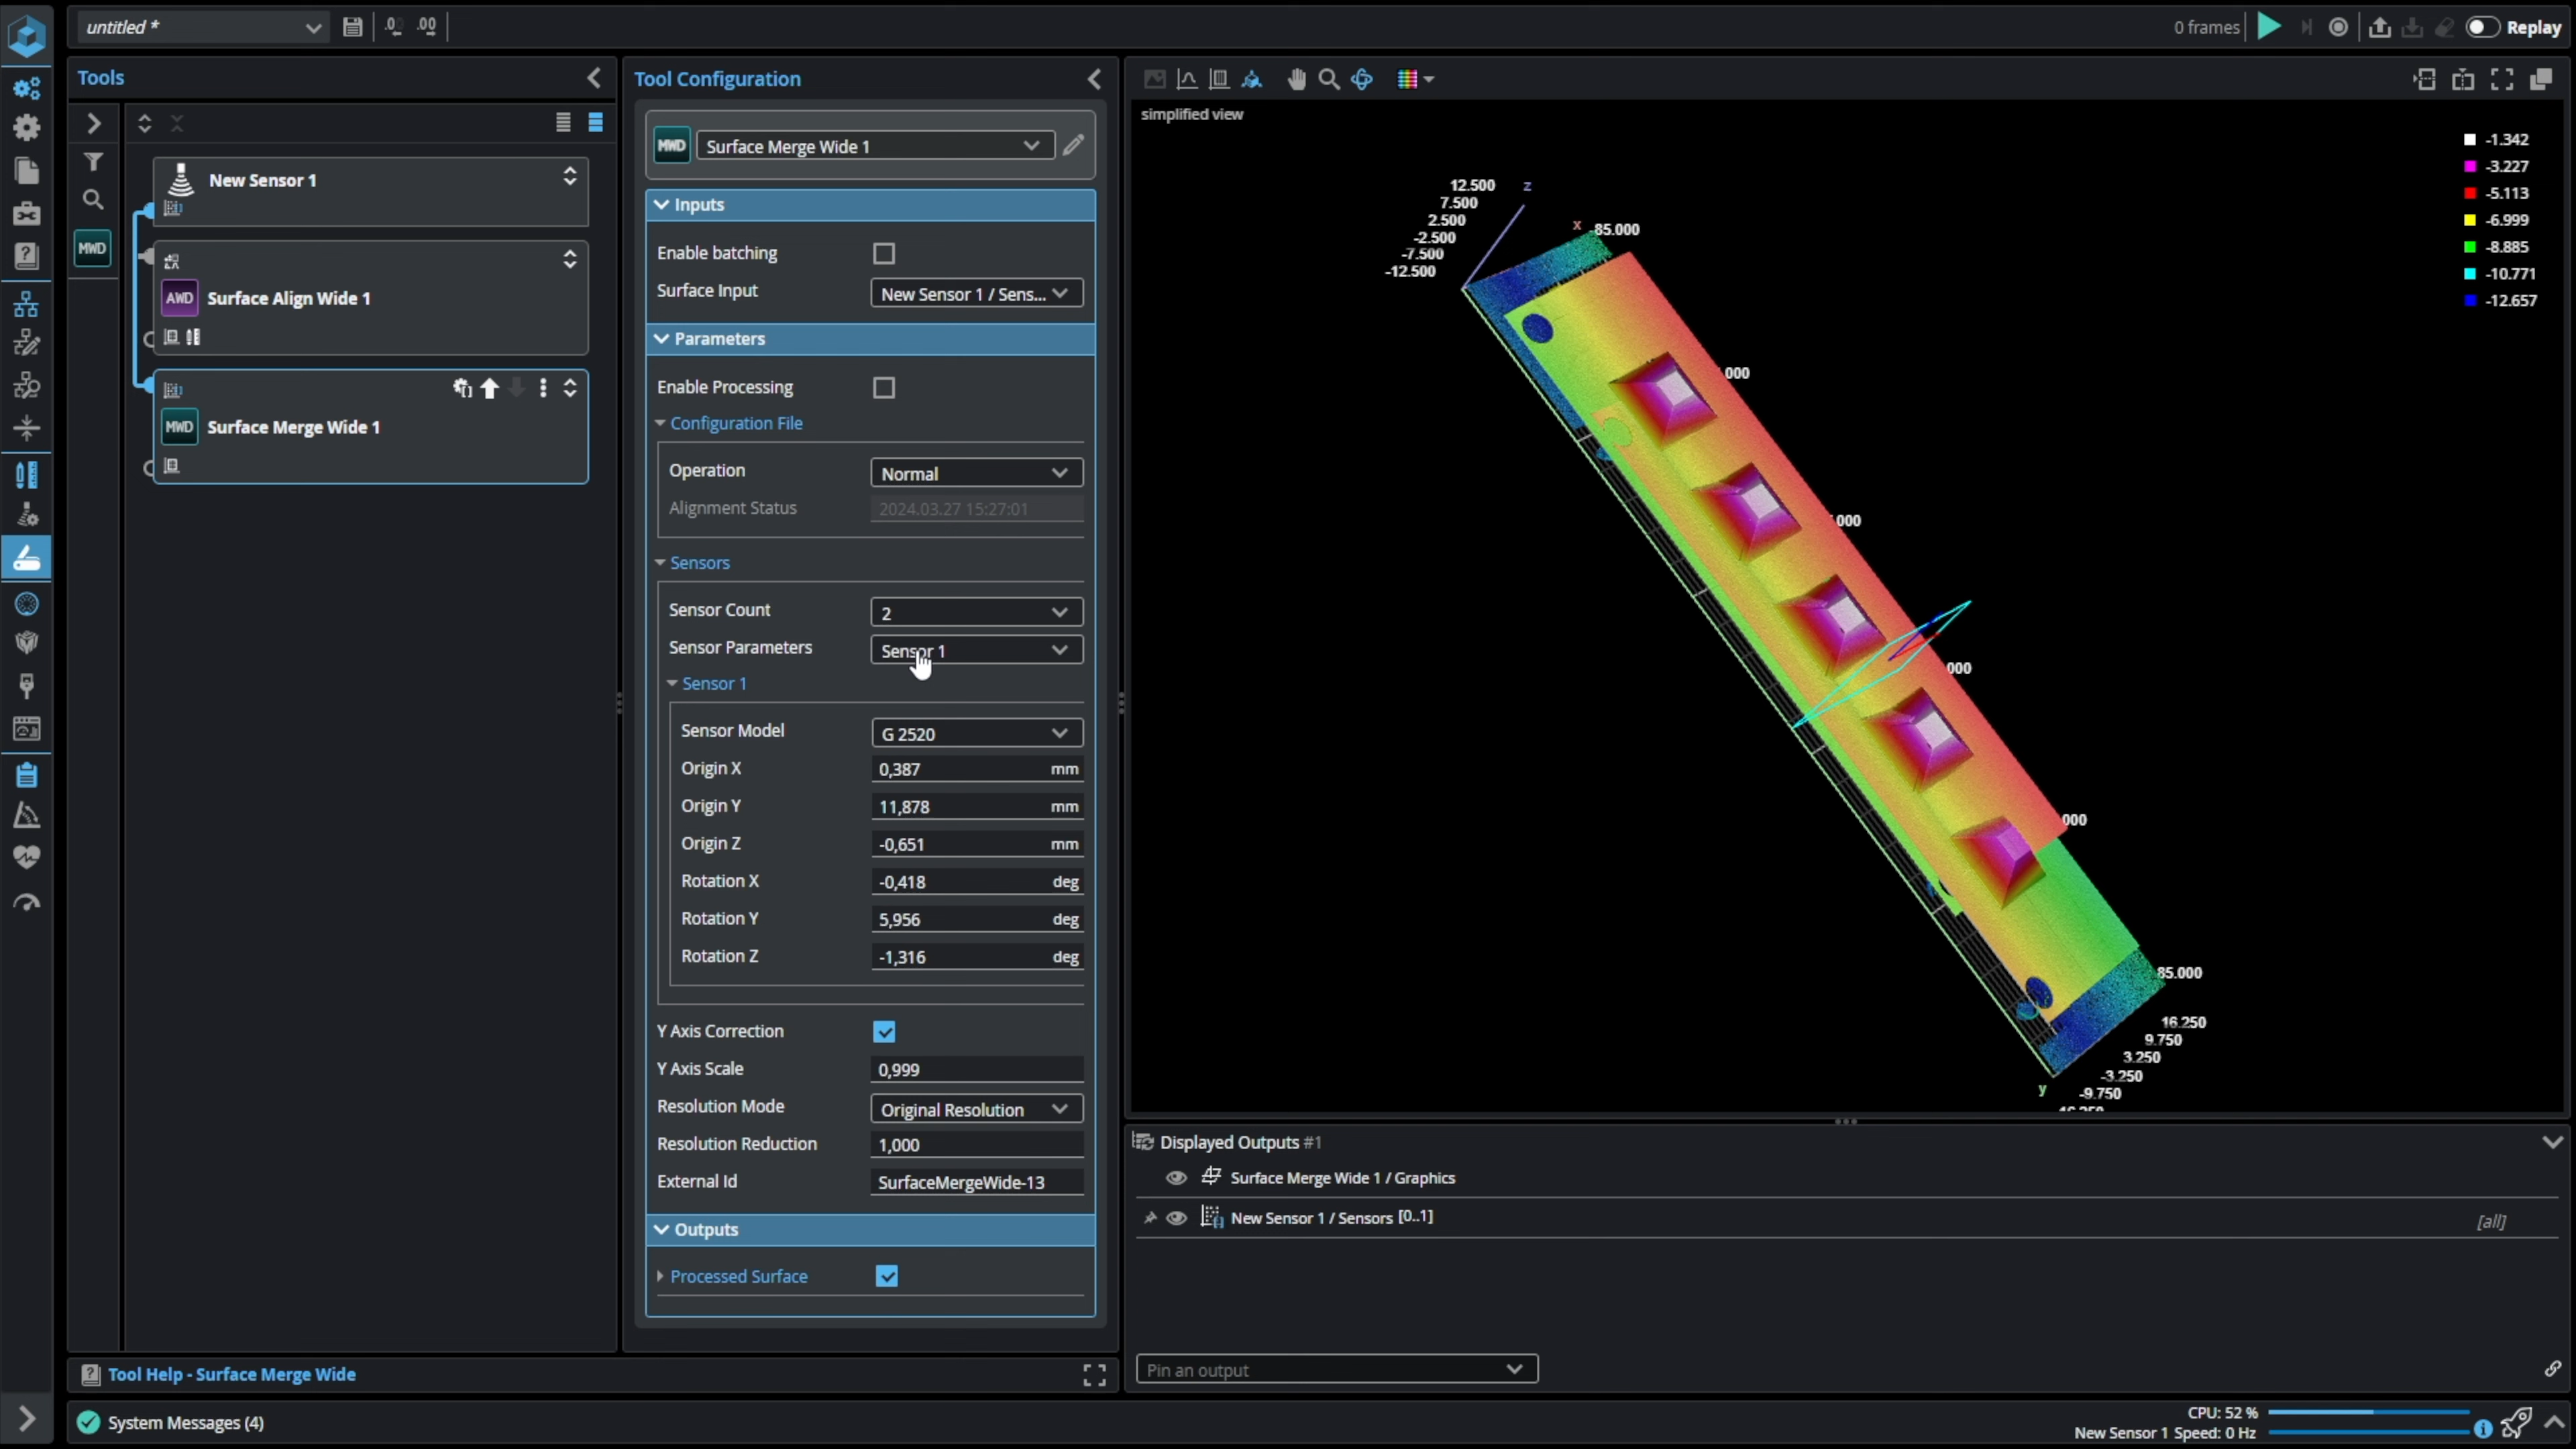 untitled *
0 frames
Replay
Tools
New Sensor 1
AWD Surface Align Wide 1
MWD
MWD Surface Merge Wide 1
Tool Configuration
MWD Surface Merge Wide 1
Inputs
Enable batching
Surface Input New Sensor 1 / Sens...
Parameters
Enable Processing
Configuration File
Operation Normal
Alignment Status 2024.03.27 15:27:01
Sensors
Sensor Count 2
Sensor Parameters Sensor 1
Sensor 1
Sensor Model G 2520
Origin X 0,387 mm
Origin Y 11,878 mm
Origin Z -0,651 mm
Rotation X -0,418 deg
Rotation Y 5,956 deg
Rotation Z -1,316 deg
Y Axis Correction
Y Axis Scale 0,999
Resolution Mode Original Resolution
Resolution Reduction 1,000
External Id SurfaceMergeWide-13
Outputs
Processed Surface
simplified view
-1.342
-3.227
-5.113
-6.999
-8.885
-10.771
-12.657
12.500 z
7.500
2.500
-2.500
-7.500
-12.500
x -85.000
000
000
000
000
85.000
16.250
9.750
3.250
-3.250
y -9.750
Displayed Outputs #1
Surface Merge Wide 1 / Graphics
New Sensor 1 / Sensors [0..1] [all]
Pin an output
Tool Help - Surface Merge Wide
System Messages (4)
CPU: 52 %
New Sensor 1 Speed: 0 Hz